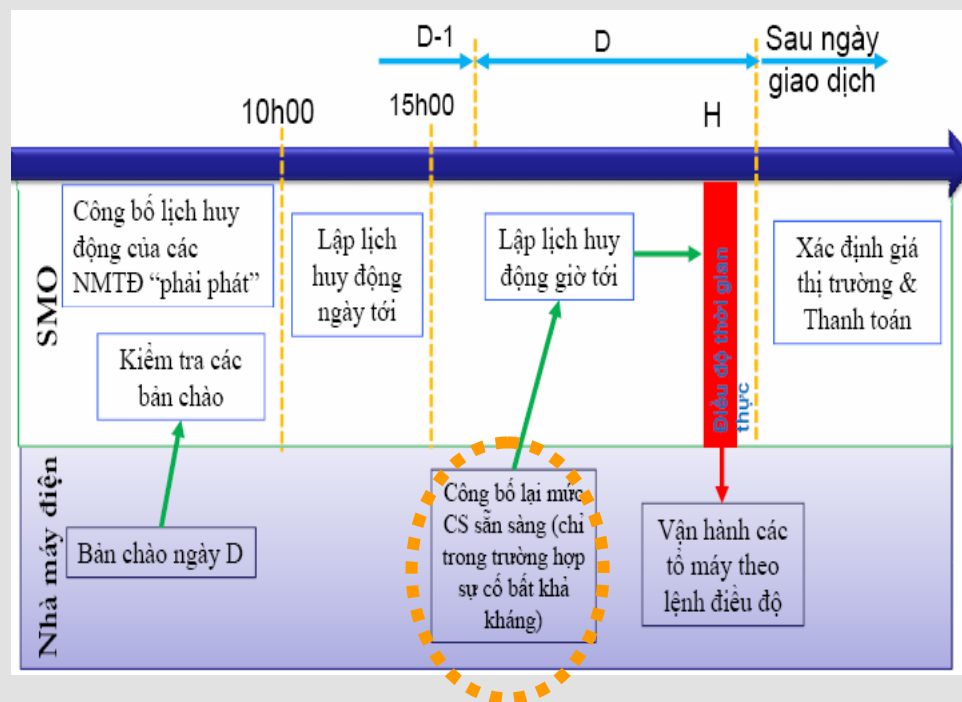 D-1
D
Sau ngày
giao dịch
10h00
15h00
H
SMO
Công bố lịch huy
động của các
NMTĐ “phải phát”
Kiểm tra các
bản chào
Lập lịch
huy động
ngày tới
Lập lịch huy
động giờ tới
Điều độ thời gian
thực
Xác định giá
thị trường &
Thanh toán
Nhà máy điện
Bản chào ngày D
Công bố lại mức
CS sẵn sàng (chỉ
trong trường hợp
sự cố bất khả
kháng)
Vận hành các
tổ máy theo
lệnh điều độ